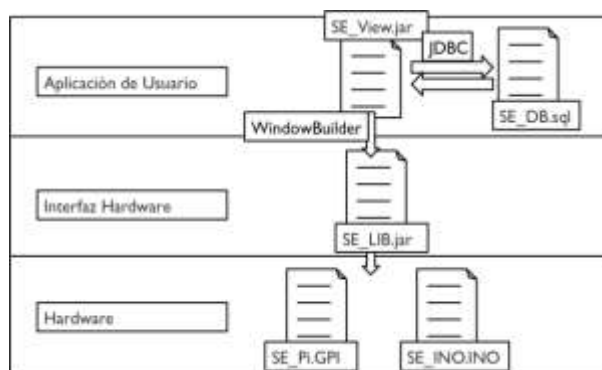 SE_View.jar
JDBC
Aplicación de Usuario
SE_DB.sql
WindowBuilder
Interfaz Hardware
SE_LIB.jar
Hardware
SE_Pi.GPI
SE_INO.INO